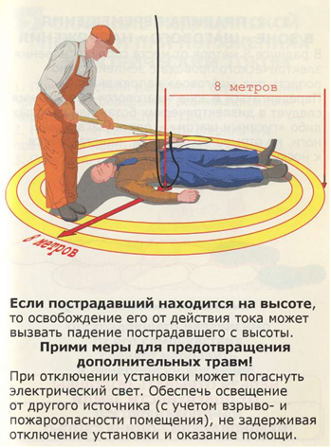 8 метров
8 метров
Если пострадавший находится на высоте,
то освобождение его от действия тока может
вызвать падение пострадавшего с высоты.
Прими меры для предотвращения
дополнительных травм!
При отключении установки может погаснуть
электрический свет. Обеспечь освещение
от другого источника (с учетом взрыво- и
пожароопасности помещения), не задерживая
отключение установки и оказание помощи.